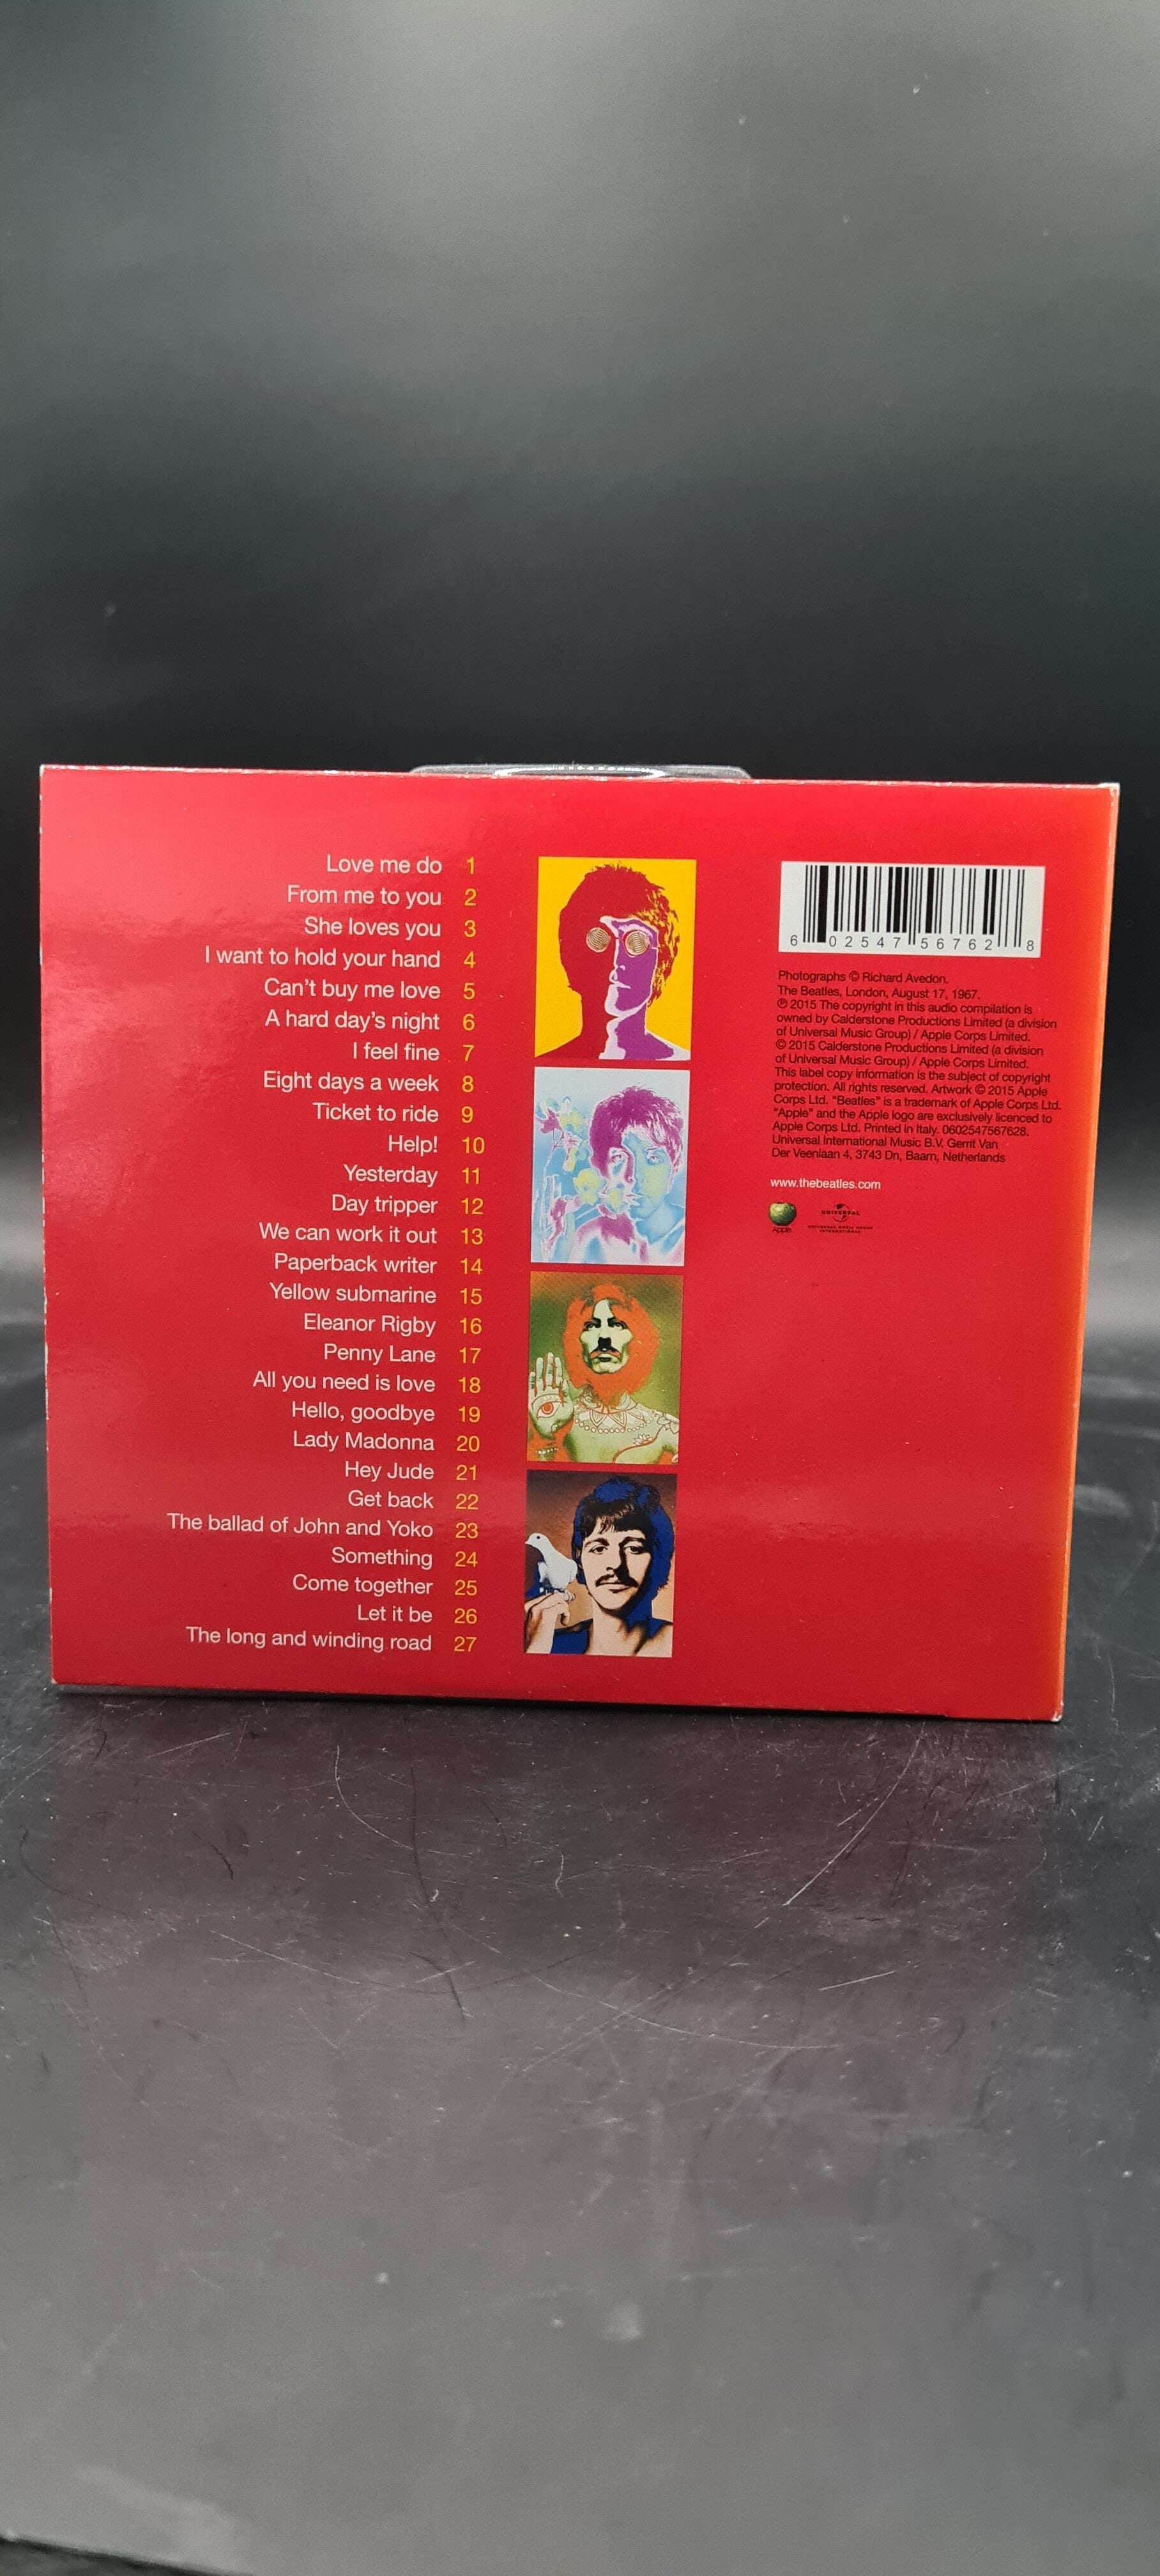 Love me do 1
From me to you 2
She loves you 3
I want to hold your hand 4
Can't buy me love 5
A hard day's night 6
I feel fine 7
Eight days a week 8
Ticket to ride 9
Help! 10
Yesterday 11
Day tripper 12
We can work it out 13
Paperback writer 14
Yellow submarine 15
Eleanor Rigby 16
Penny Lane 17
All you need is love 18
Hello, goodbye 19
Lady Madonna 20
Hey Jude 21
Get back 22
The ballad of John and Yoko 23
Something 24
Come together 25
Let it be 26
The long and winding road 27
6 02547 56762 8
Photographs © Richard Avedon.
The Beatles, London, August 17, 1967.
℗ 2015 The copyright in this audio compilation is
owned by Calderstone Productions Limited (a division
of Universal Music Group) / Apple Corps Limited.
© 2015 Calderstone Productions Limited (a division
of Universal Music Group) / Apple Corps Limited.
This label copy information is the subject of copyright
protection. All rights reserved. Artwork © 2015 Apple
Corps Ltd. "Beatles" is a trademark of Apple Corps Ltd.
"Apple" and the Apple logo are exclusively licenced to
Apple Corps Ltd. Printed in Italy. 0602547567628.
Universal International Music B.V. Gerrit Van
Der Veenlaan 4, 3743 Dn, Baarn, Netherlands
www.thebeatles.com
Apple
UNIVERSAL
UNIVERSAL MUSIC GROUP
INTERNATIONAL